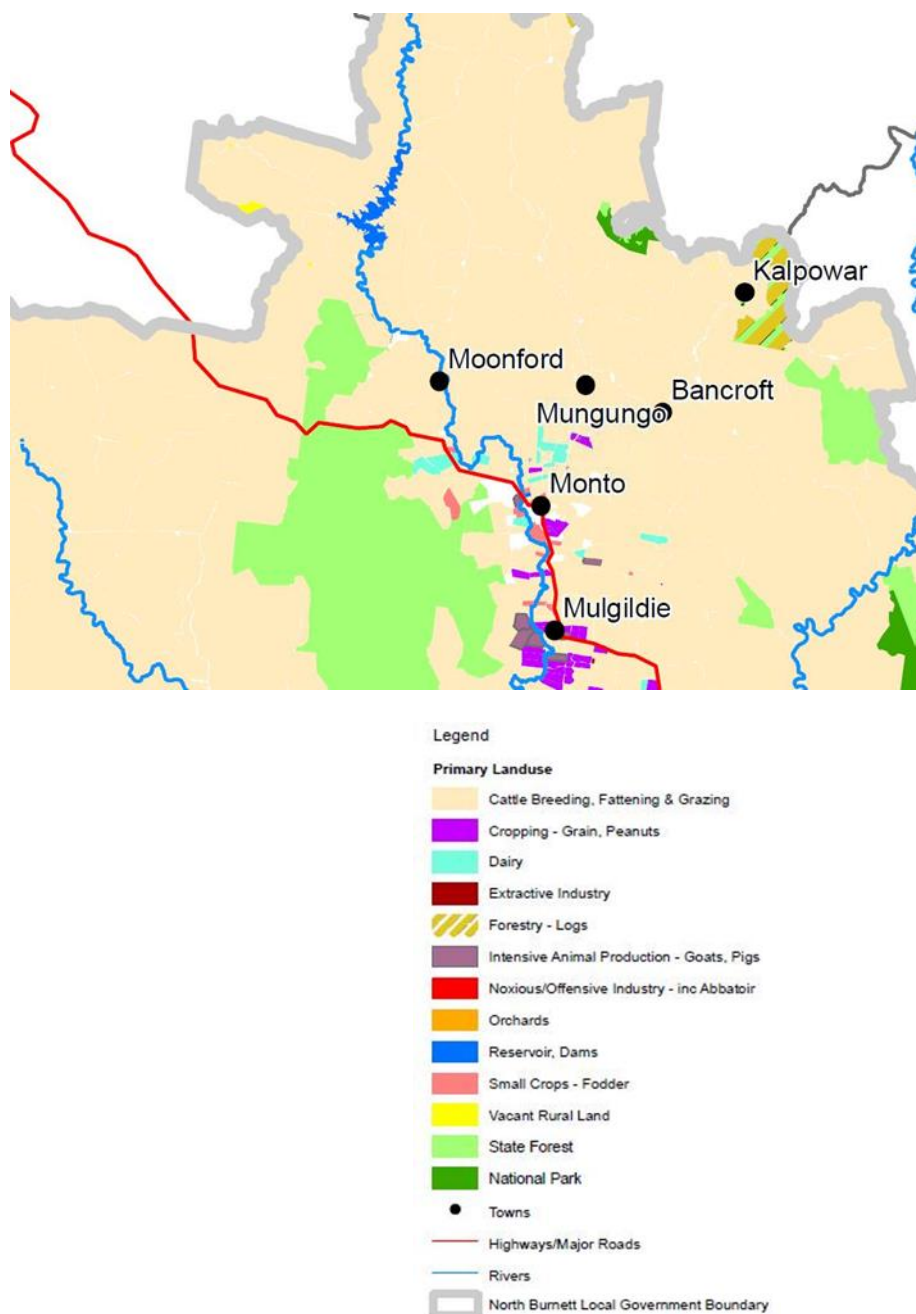 Kalpowar
Moonford
Bancroft
Mungungo
Monto
Mulgildie
Legend
Primary Landuse
Cattle Breeding, Fattening & Grazing
Cropping - Grain, Peanuts
Dairy
Extractive Industry
Forestry - Logs
Intensive Animal Production - Goats, Pigs
Noxious/Offensive Industry - inc Abbatoir
Orchards
Reservoir, Dams
Small Crops - Fodder
Vacant Rural Land
State Forest
National Park
Towns
Highways/Major Roads
Rivers
North Burnett Local Government Boundary